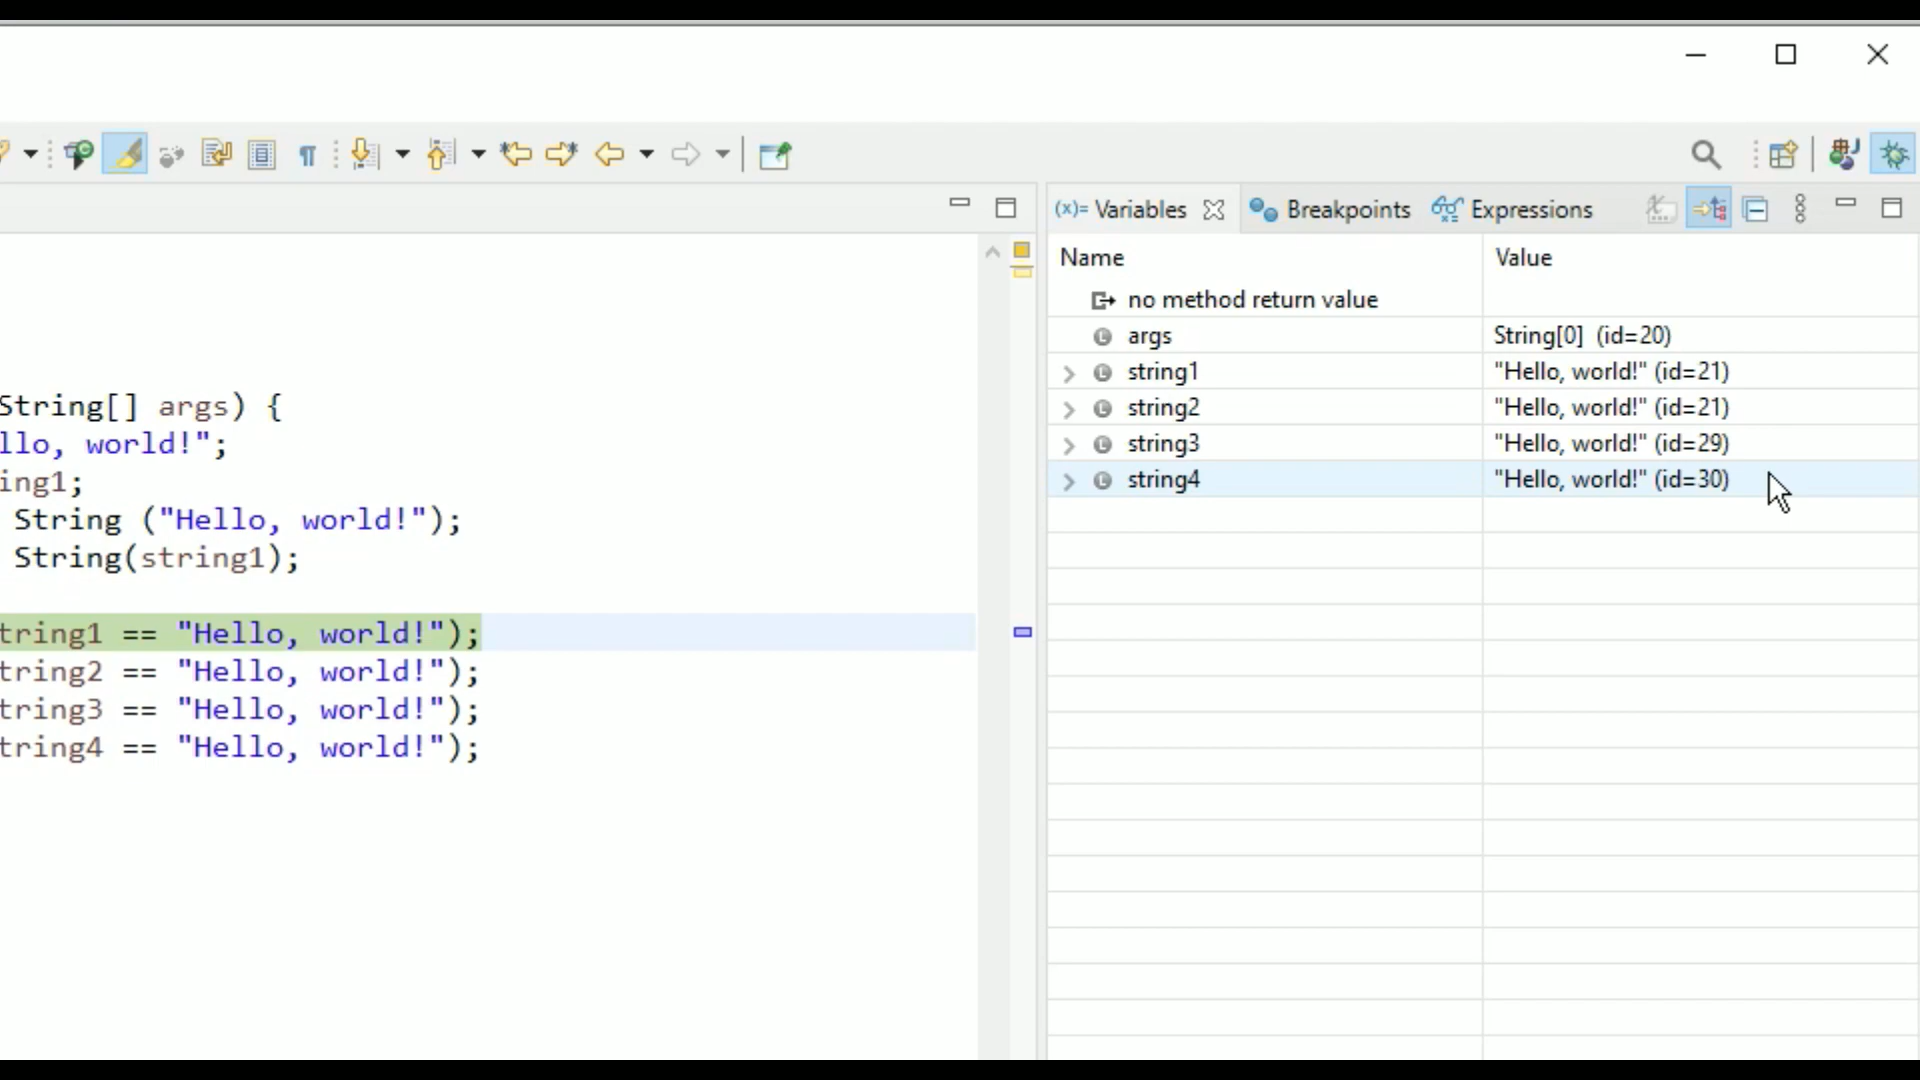 Variables
Breakpoints
Expressions
Name Value
no method return value
args String[0] (id=20)
string1 "Hello, world!" (id=21)
string2 "Hello, world!" (id=21)
string3 "Hello, world!" (id=29)
string4 "Hello, world!" (id=30)
String[] args) {
llo, world!";
ing1;
String ("Hello, world!");
String(string1);
tring1 == "Hello, world!");
tring2 == "Hello, world!");
tring3 == "Hello, world!");
tring4 == "Hello, world!");